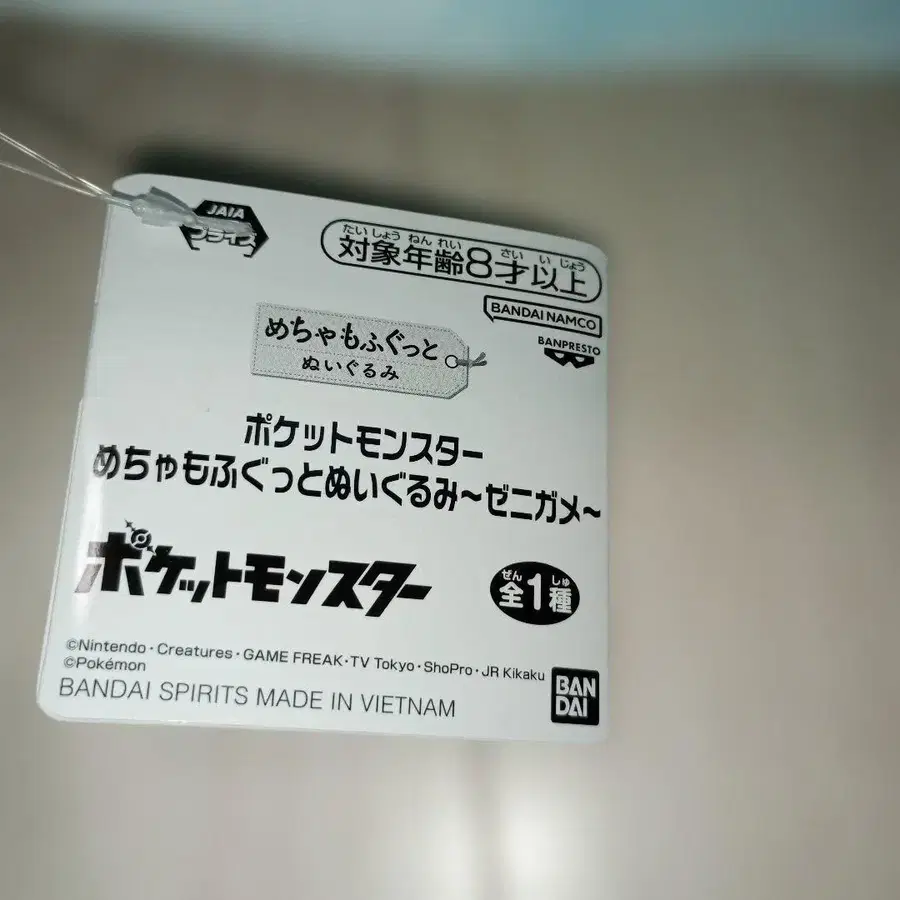 JAIA
プライズ
たいしょうねんれい さいいじょう
対象年齢8才以上
BANDAI NAMCO
BANPRESTO
めちゃもふぐっと
ぬいぐるみ
ポケットモンスター
めちゃもふぐっとぬいぐるみ～ゼニガメ～
ポケットモンスター
ぜん しゅ
全1種
©Nintendo・Creatures・GAME FREAK・TV Tokyo・ShoPro・JR Kikaku
©Pokémon
BANDAI SPIRITS MADE IN VIETNAM
BAN
DAI